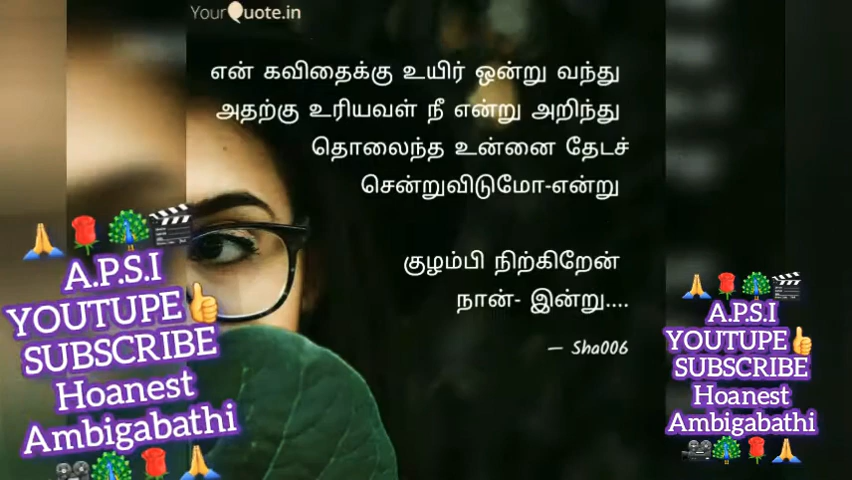 YourQuote.in
என் கவிதைக்கு உயிர் ஒன்று வந்து
அதற்கு உரியவள் நீ என்று அறிந்து
தொலைந்த உன்னை தேடச்
சென்றுவிடுமோ-என்று
குழம்பி நிற்கிறேன்
நான்- இன்று....
— Sha006
A.P.S.I
YOUTUPE
SUBSCRIBE
Hoanest
Ambigabathi
A.P.S.I
YOUTUPE
SUBSCRIBE
Hoanest
Ambigabathi